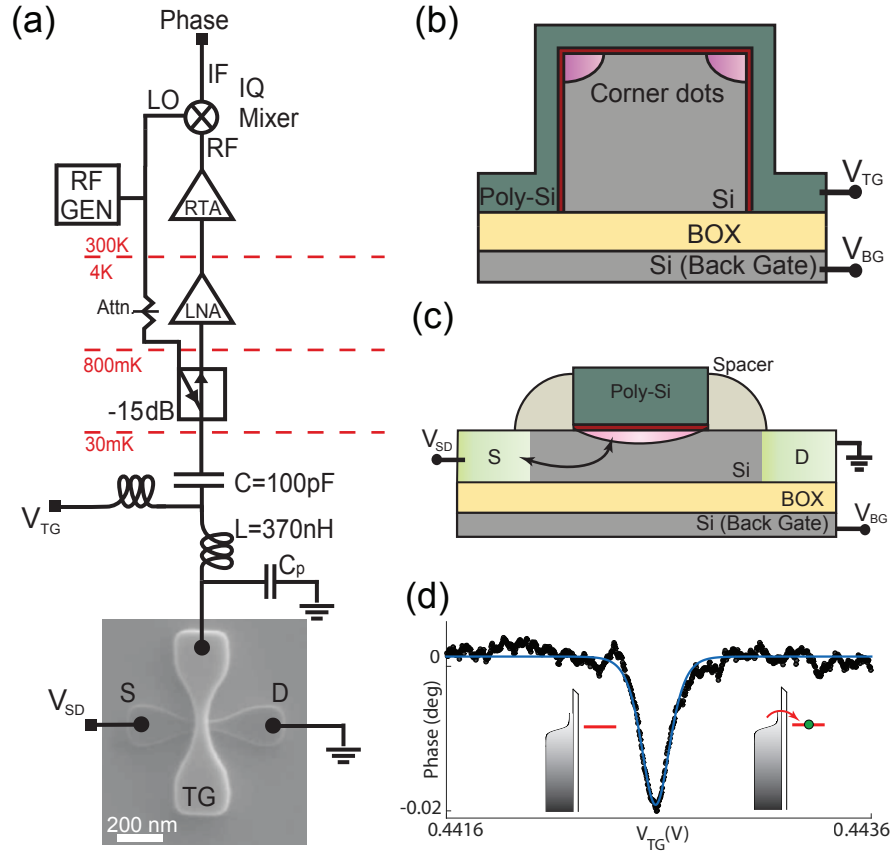 (a)
Phase
IF
LO
IQ
Mixer
RF
RF
GEN
RTA
300K
4K
LNA
Attn.
800mK
-15dB
30mK
C=100pF
V_TG
L=370nH
C_p
S
D
V_SD
TG
200 nm
(b)
Corner dots
Poly-Si
Si
V_TG
BOX
V_BG
Si (Back Gate)
(c)
Spacer
Poly-Si
V_SD
S
D
Si
BOX
Si (Back Gate)
V_BG
(d)
0
Phase (deg)
-0.02
0.4416
V_TG(V)
0.4436